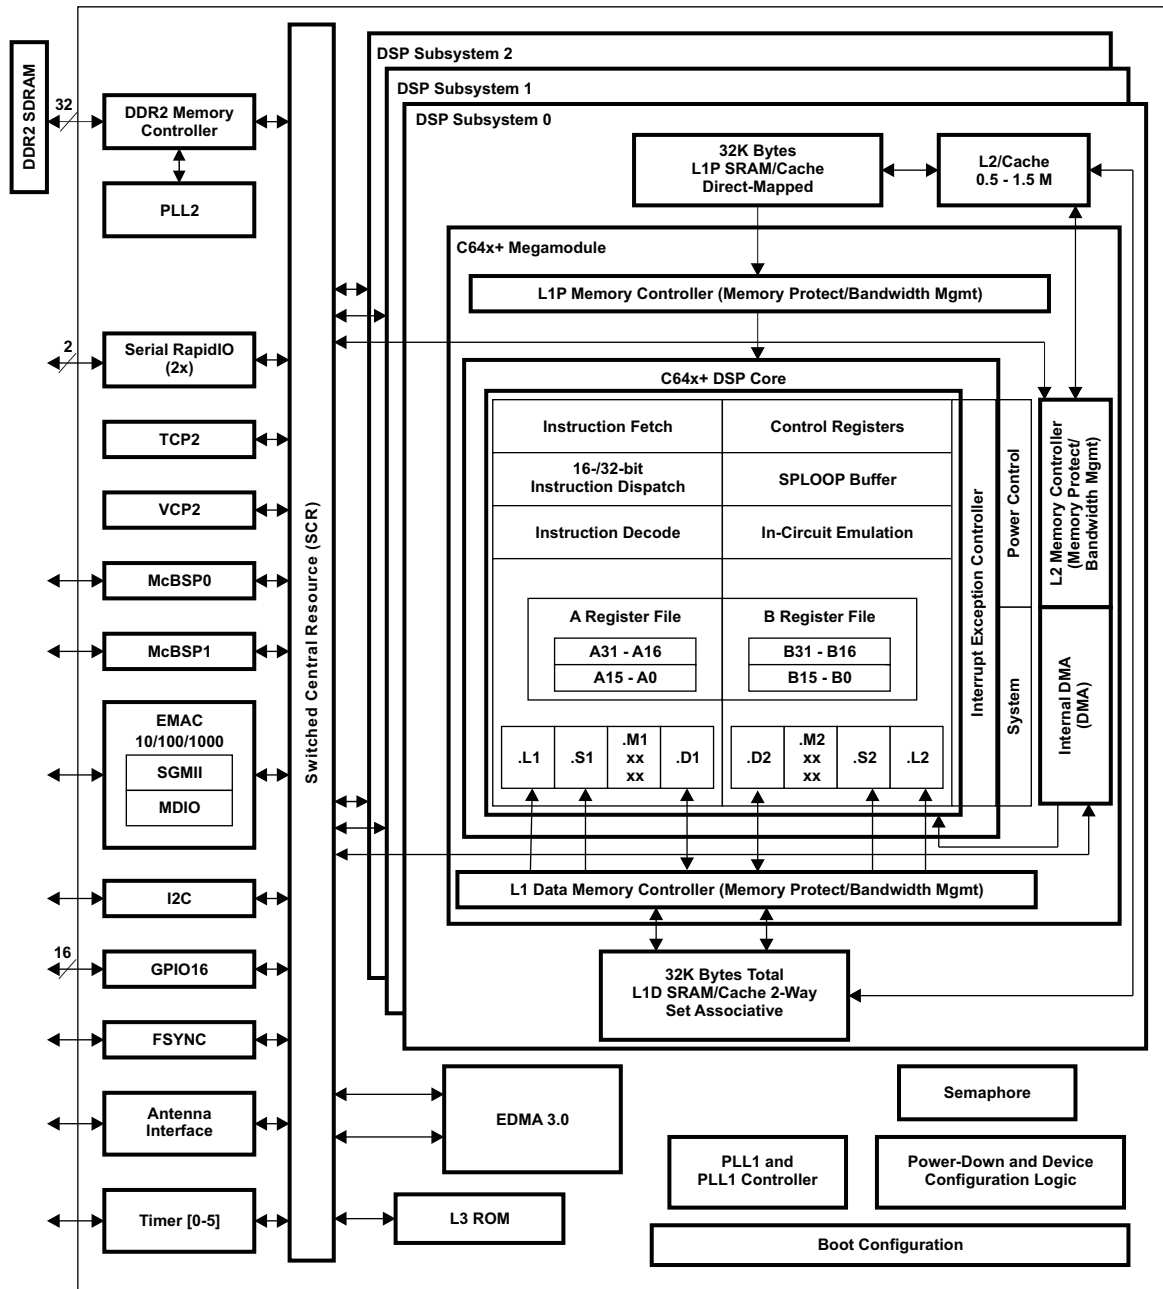 DDR2 SDRAM
32
DDR2 Memory
Controller
PLL2
2
Serial RapidIO
(2x)
TCP2
VCP2
McBSP0
McBSP1
EMAC
10/100/1000
SGMII
MDIO
I2C
16
GPIO16
FSYNC
Antenna
Interface
Timer [0-5]
Switched Central Resource (SCR)
DSP Subsystem 2
DSP Subsystem 1
DSP Subsystem 0
32K Bytes
L1P SRAM/Cache
Direct-Mapped
L2/Cache
0.5 - 1.5 M
C64x+ Megamodule
L1P Memory Controller (Memory Protect/Bandwidth Mgmt)
C64x+ DSP Core
Instruction Fetch
Control Registers
16-/32-bit
Instruction Dispatch
SPLOOP Buffer
Instruction Decode
In-Circuit Emulation
A Register File
A31 - A16
A15 - A0
B Register File
B31 - B16
B15 - B0
.L1
.S1
.M1
xx
xx
.D1
.D2
.M2
xx
xx
.S2
.L2
Interrupt Exception Controller
Power Control
System
L2 Memory Controller
(Memory Protect/
Bandwidth Mgmt)
Internal DMA
(DMA)
L1 Data Memory Controller (Memory Protect/Bandwidth Mgmt)
32K Bytes Total
L1D SRAM/Cache 2-Way
Set Associative
EDMA 3.0
L3 ROM
Semaphore
PLL1 and
PLL1 Controller
Power-Down and Device
Configuration Logic
Boot Configuration